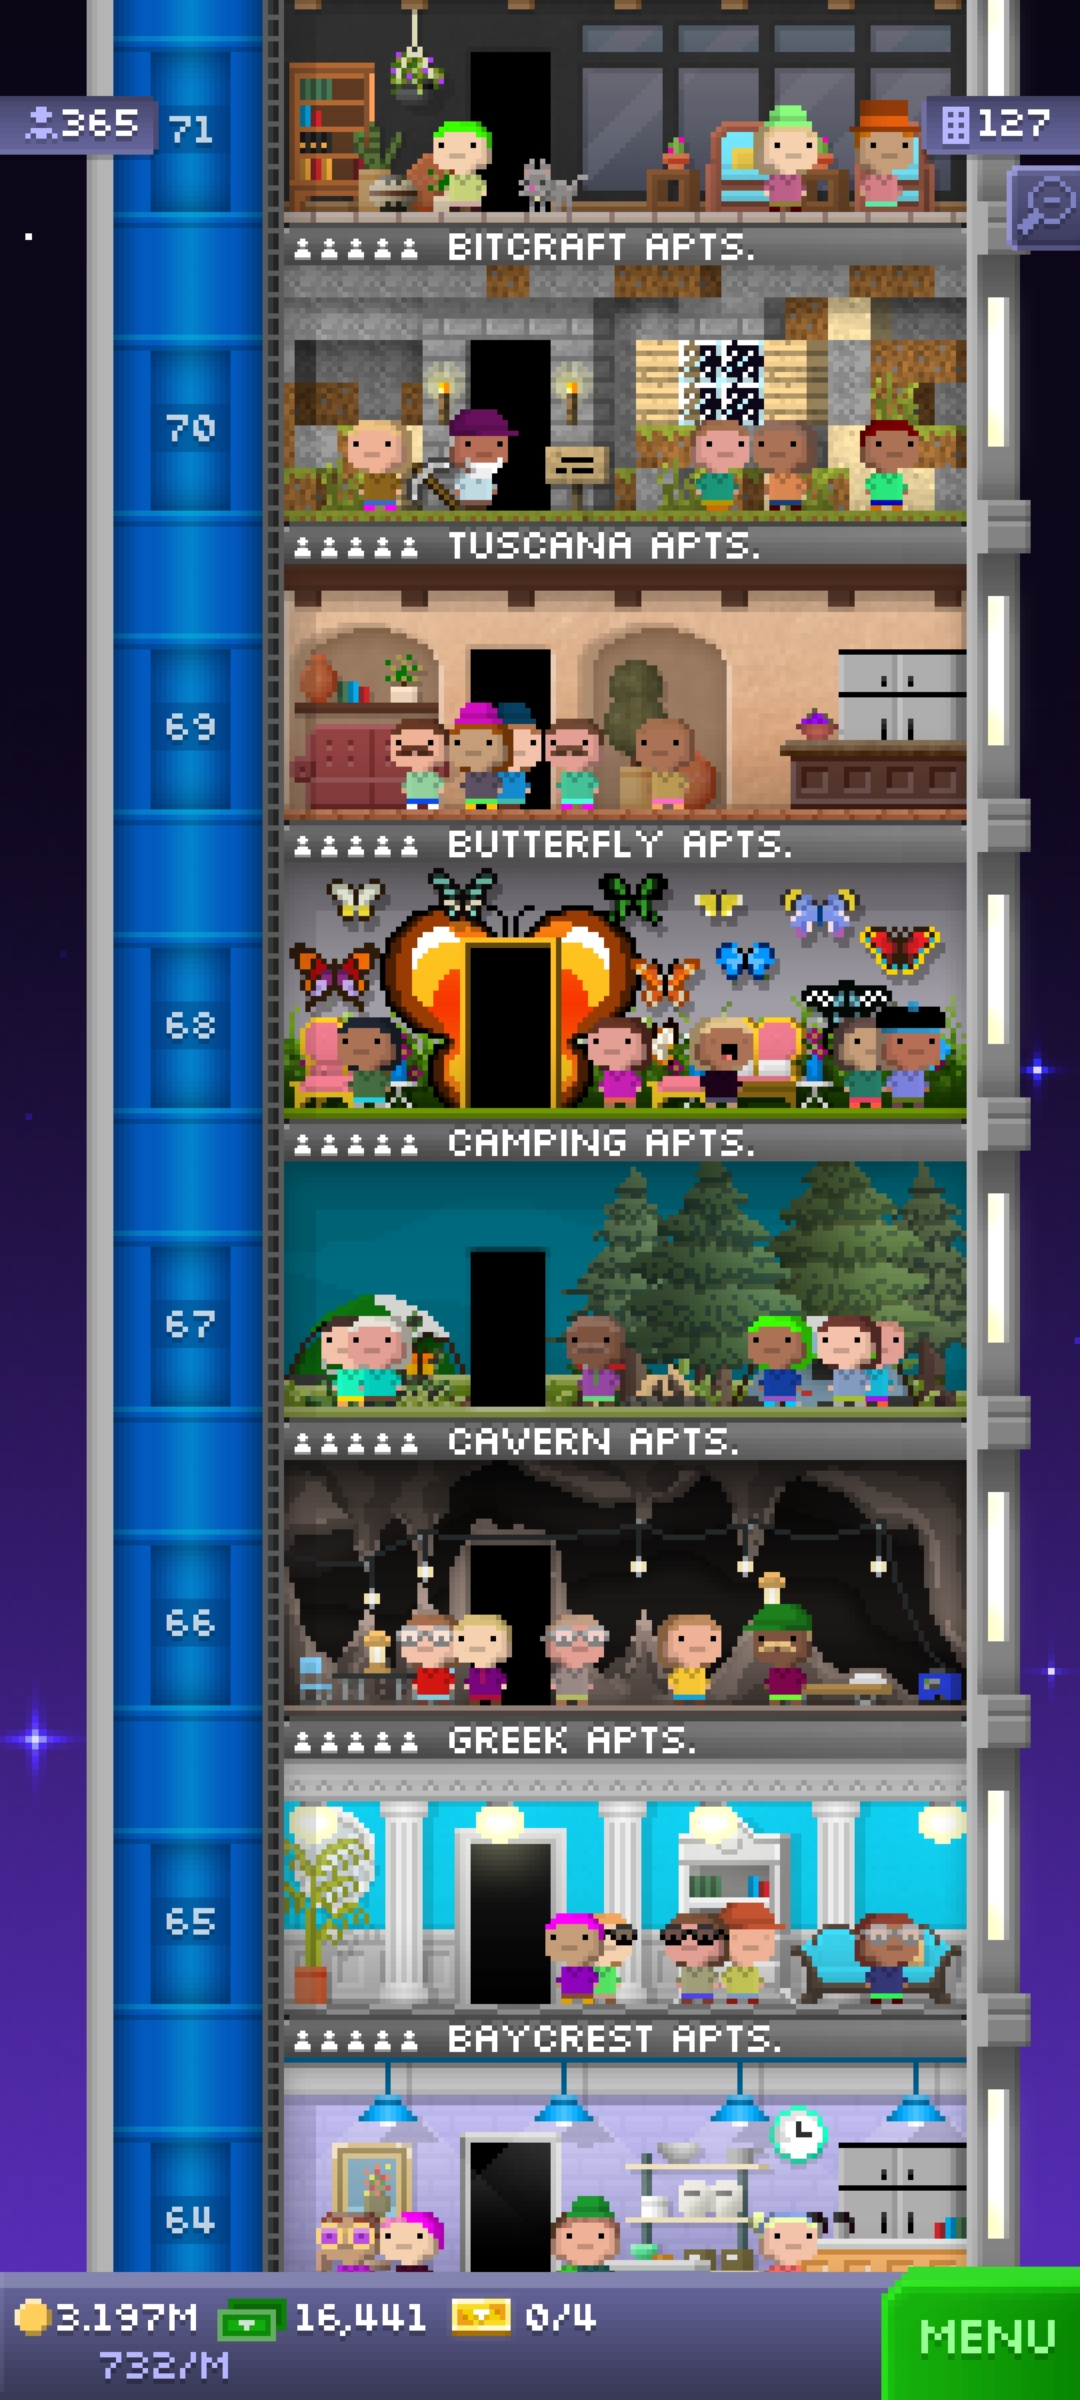 365
71
127
BITCRAFT APTS.
70
TUSCANA APTS.
69
BUTTERFLY APTS.
68
CAMPING APTS.
67
CAVERN APTS.
66
GREEK APTS.
65
BAYCREST APTS.
64
3.197M 16,441 0/4
732/M
MENU